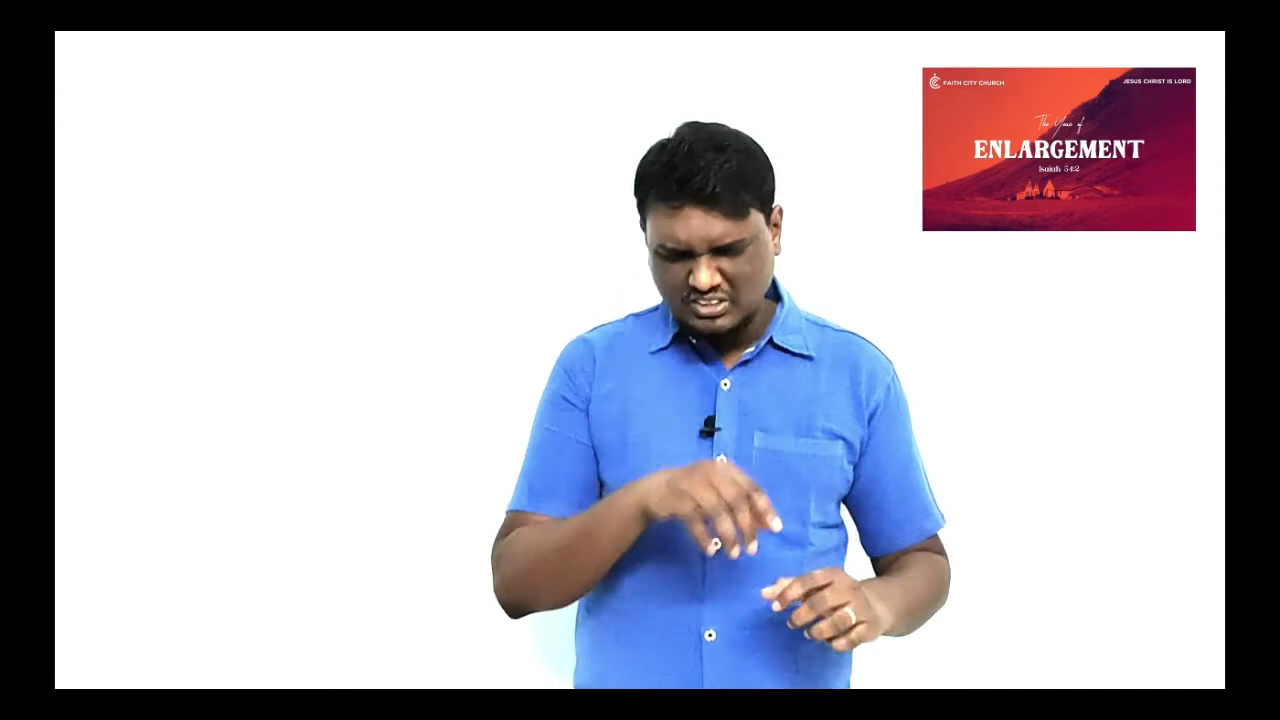 FAITH CITY CHURCH
JESUS CHRIST IS LORD
The Year of
ENLARGEMENT
Isaiah 54:2